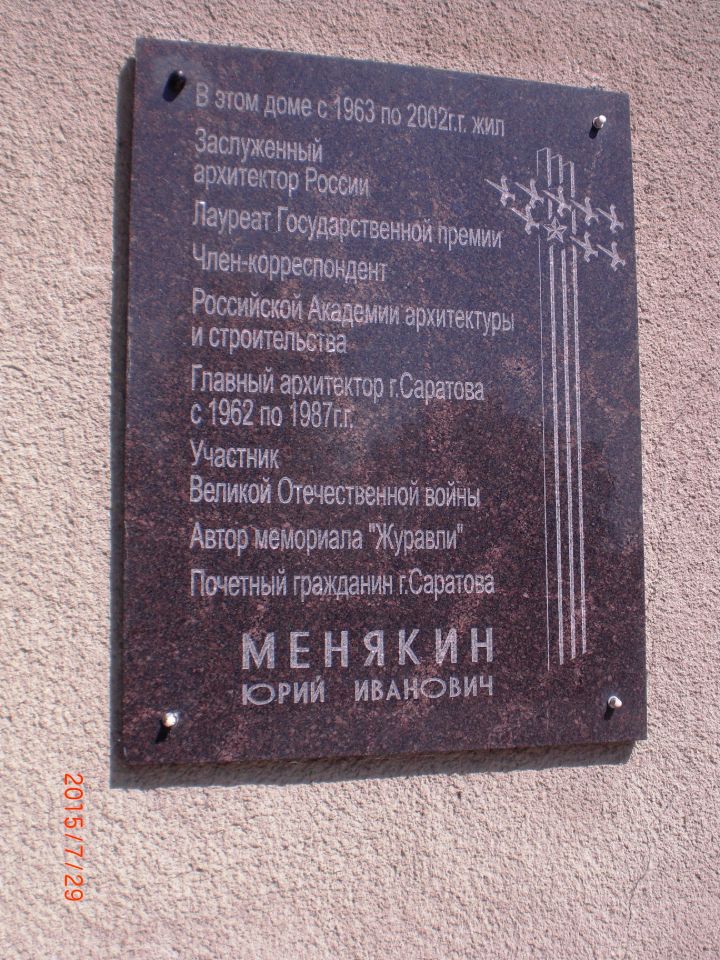 В этом доме с 1963 по 2002г.г. жил
Заслуженный
архитектор России
Лауреат Государственной премии
Член-корреспондент
Российской Академии архитектуры
и строительства
Главный архитектор г.Саратова
с 1962 по 1987г.г.
Участник
Великой Отечественной войны
Автор мемориала "Журавли"
Почетный гражданин г.Саратова
МЕНЯКИН
ЮРИЙ ИВАНОВИЧ
2015/7/29